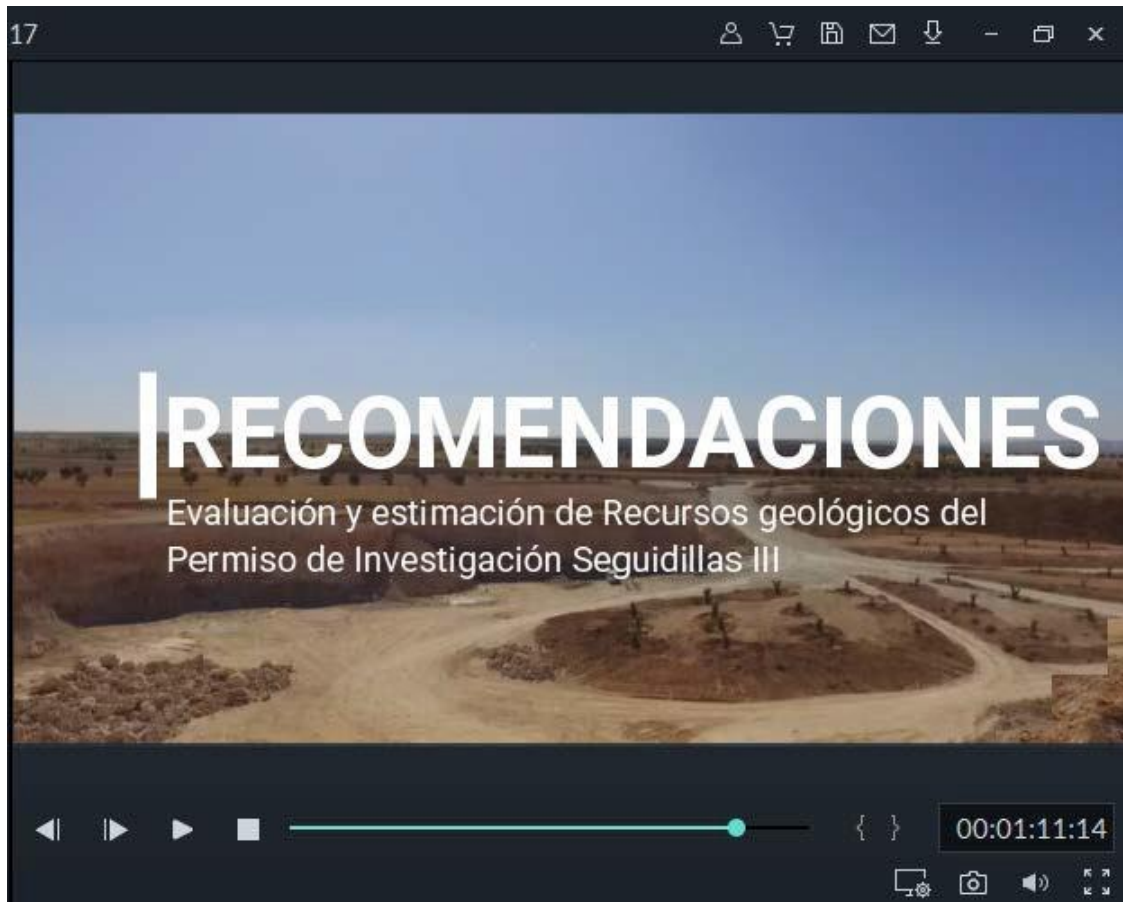 17
RECOMENDACIONES
Evaluación y estimación de Recursos geológicos del
Permiso de Investigación Seguidillas III
{ }
00:01:11:14